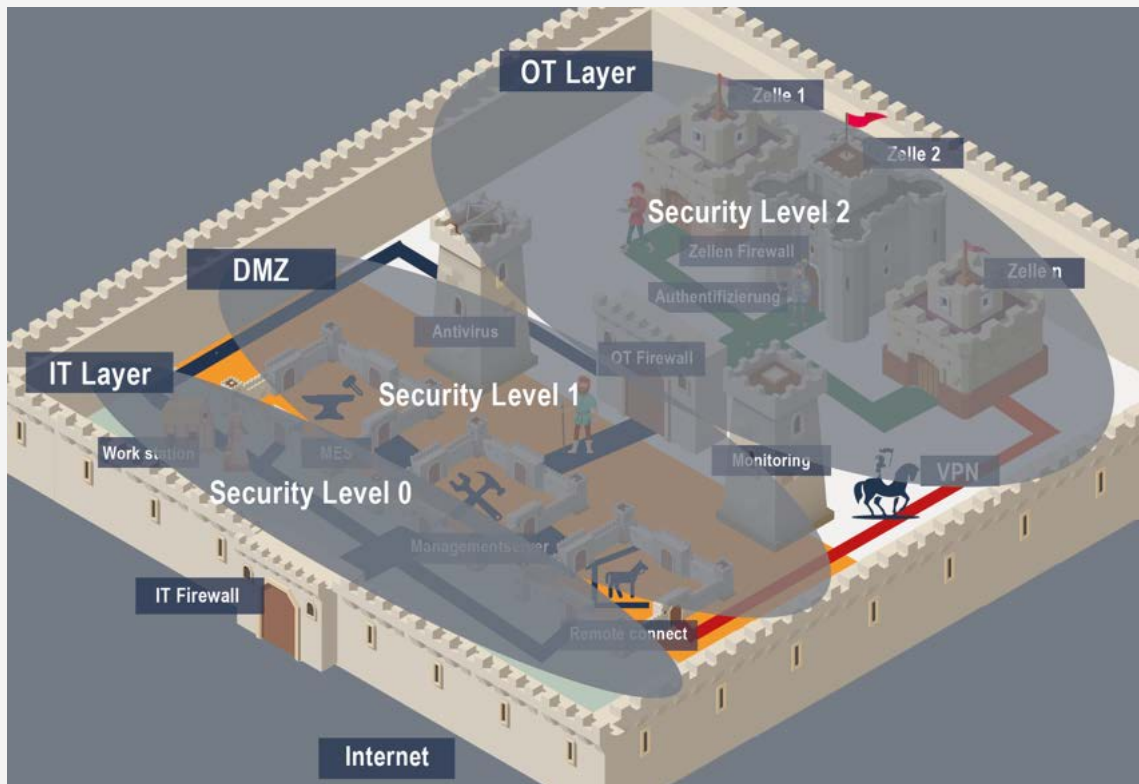 OT Layer
Zelle 1
Zelle 2
Security Level 2
Zellen Firewall
DMZ
Zelle n
Authentifizierung
Antivirus
OT Firewall
IT Layer
Security Level 1
Work station
MES
Monitoring
VPN
Security Level 0
Managementserver
IT Firewall
Remote connect
Internet